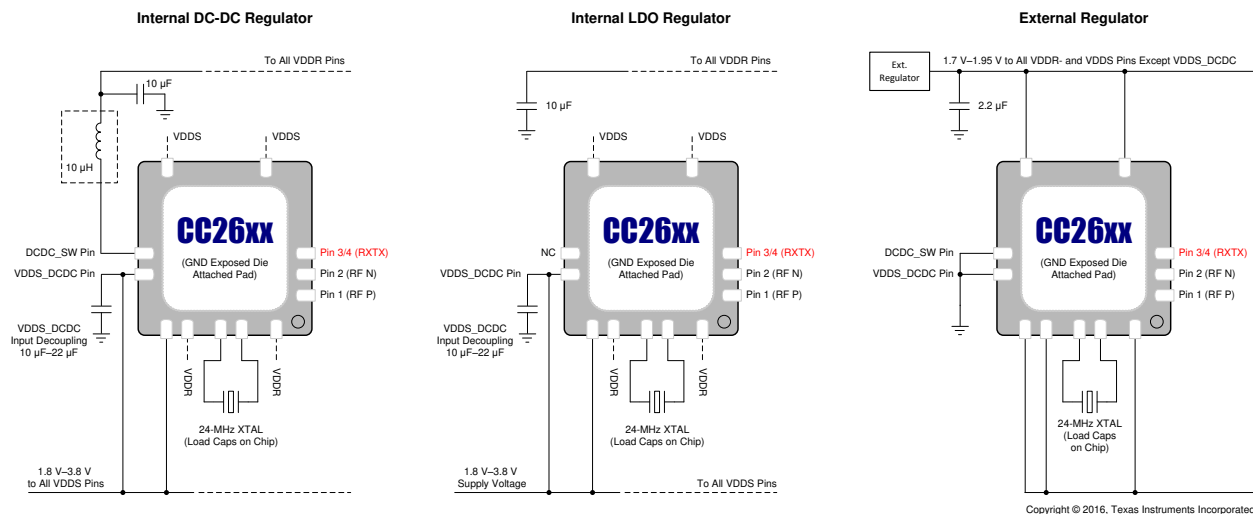 Internal DC-DC Regulator
To All VDDR Pins
10 µF
10 µH
VDDS
VDDS
CC26xx
(GND Exposed Die
Attached Pad)
DCDC_SW Pin
VDDS_DCDC Pin
Pin 3/4 (RXTX)
Pin 2 (RF N)
Pin 1 (RF P)
VDDS_DCDC
Input Decoupling
10 µF–22 µF
VDDR
VDDR
24-MHz XTAL
(Load Caps on Chip)
1.8 V–3.8 V
to All VDDS Pins
Internal LDO Regulator
To All VDDR Pins
10 µF
VDDS
VDDS
CC26xx
(GND Exposed Die
Attached Pad)
NC
VDDS_DCDC Pin
Pin 3/4 (RXTX)
Pin 2 (RF N)
Pin 1 (RF P)
VDDS_DCDC
Input Decoupling
10 µF–22 µF
VDDR
VDDR
24-MHz XTAL
(Load Caps on Chip)
1.8 V–3.8 V
Supply Voltage
To All VDDS Pins
External Regulator
Ext.
Regulator
1.7 V–1.95 V to All VDDR- and VDDS Pins Except VDDS_DCDC
2.2 µF
CC26xx
(GND Exposed Die
Attached Pad)
DCDC_SW Pin
VDDS_DCDC Pin
Pin 3/4 (RXTX)
Pin 2 (RF N)
Pin 1 (RF P)
24-MHz XTAL
(Load Caps
on Chip)
Copyright © 2016, Texas Instruments Incorporated